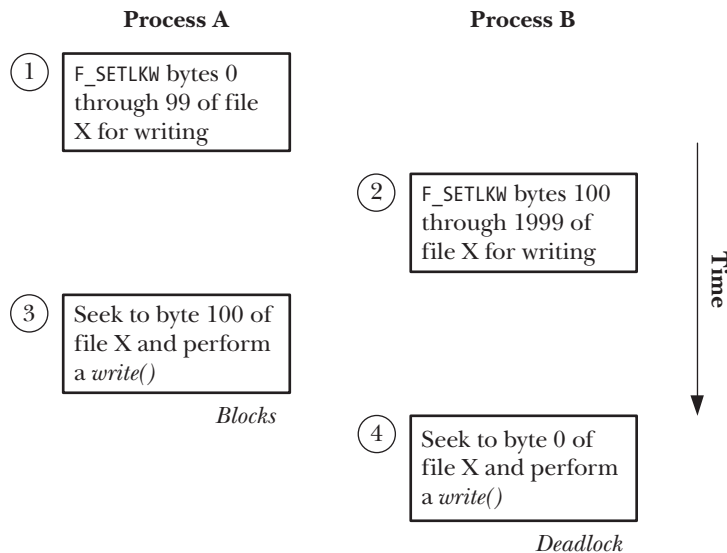 Process A
Process B
1
F_SETLKW bytes 0
through 99 of file
X for writing
2
F_SETLKW bytes 100
through 1999 of
file X for writing
3
Seek to byte 100 of
file X and perform
a write()
Blocks
4
Seek to byte 0 of
file X and perform
a write()
Deadlock
Time